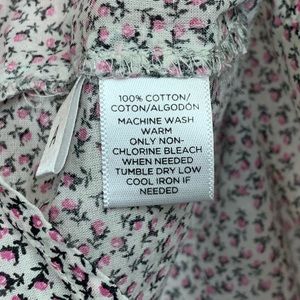 100% COTTON/
COTON/ALGODÓN
MACHINE WASH
WARM
ONLY NON-
CHLORINE BLEACH
WHEN NEEDED
TUMBLE DRY LOW
COOL IRON IF
NEEDED